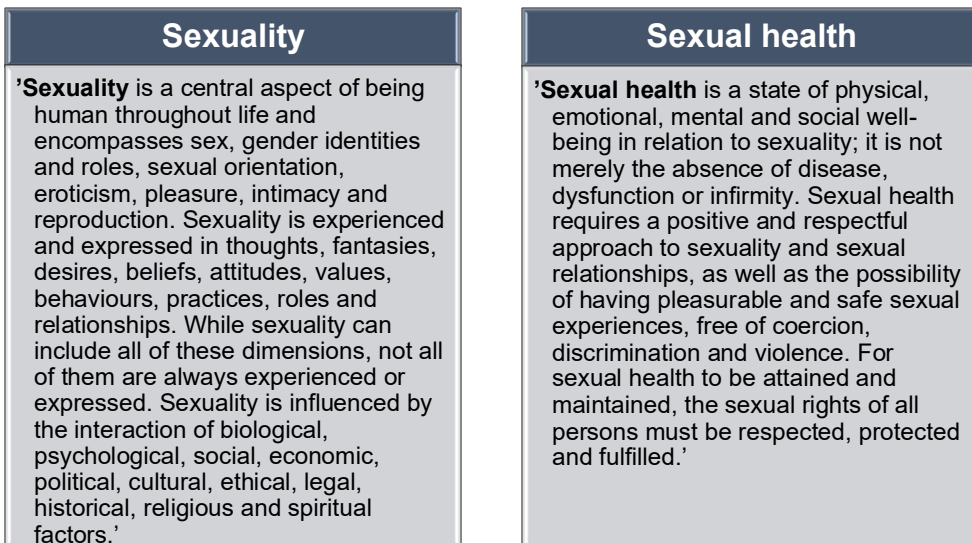 Sexuality
’Sexuality is a central aspect of being
human throughout life and
encompasses sex, gender identities
and roles, sexual orientation,
eroticism, pleasure, intimacy and
reproduction. Sexuality is experienced
and expressed in thoughts, fantasies,
desires, beliefs, attitudes, values,
behaviours, practices, roles and
relationships. While sexuality can
include all of these dimensions, not all
of them are always experienced or
expressed. Sexuality is influenced by
the interaction of biological,
psychological, social, economic,
political, cultural, ethical, legal,
historical, religious and spiritual
factors.’
Sexual health
’Sexual health is a state of physical,
emotional, mental and social well-
being in relation to sexuality; it is not
merely the absence of disease,
dysfunction or infirmity. Sexual health
requires a positive and respectful
approach to sexuality and sexual
relationships, as well as the possibility
of having pleasurable and safe sexual
experiences, free of coercion,
discrimination and violence. For
sexual health to be attained and
maintained, the sexual rights of all
persons must be respected, protected
and fulfilled.’